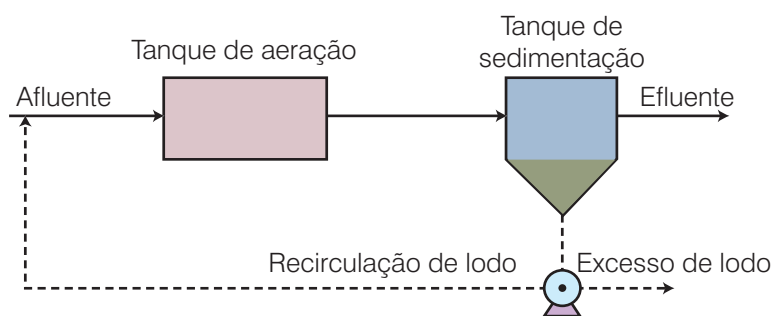 Tanque de aeração
Tanque de
sedimentação
Afluente
Efluente
Recirculação de lodo
Excesso de lodo